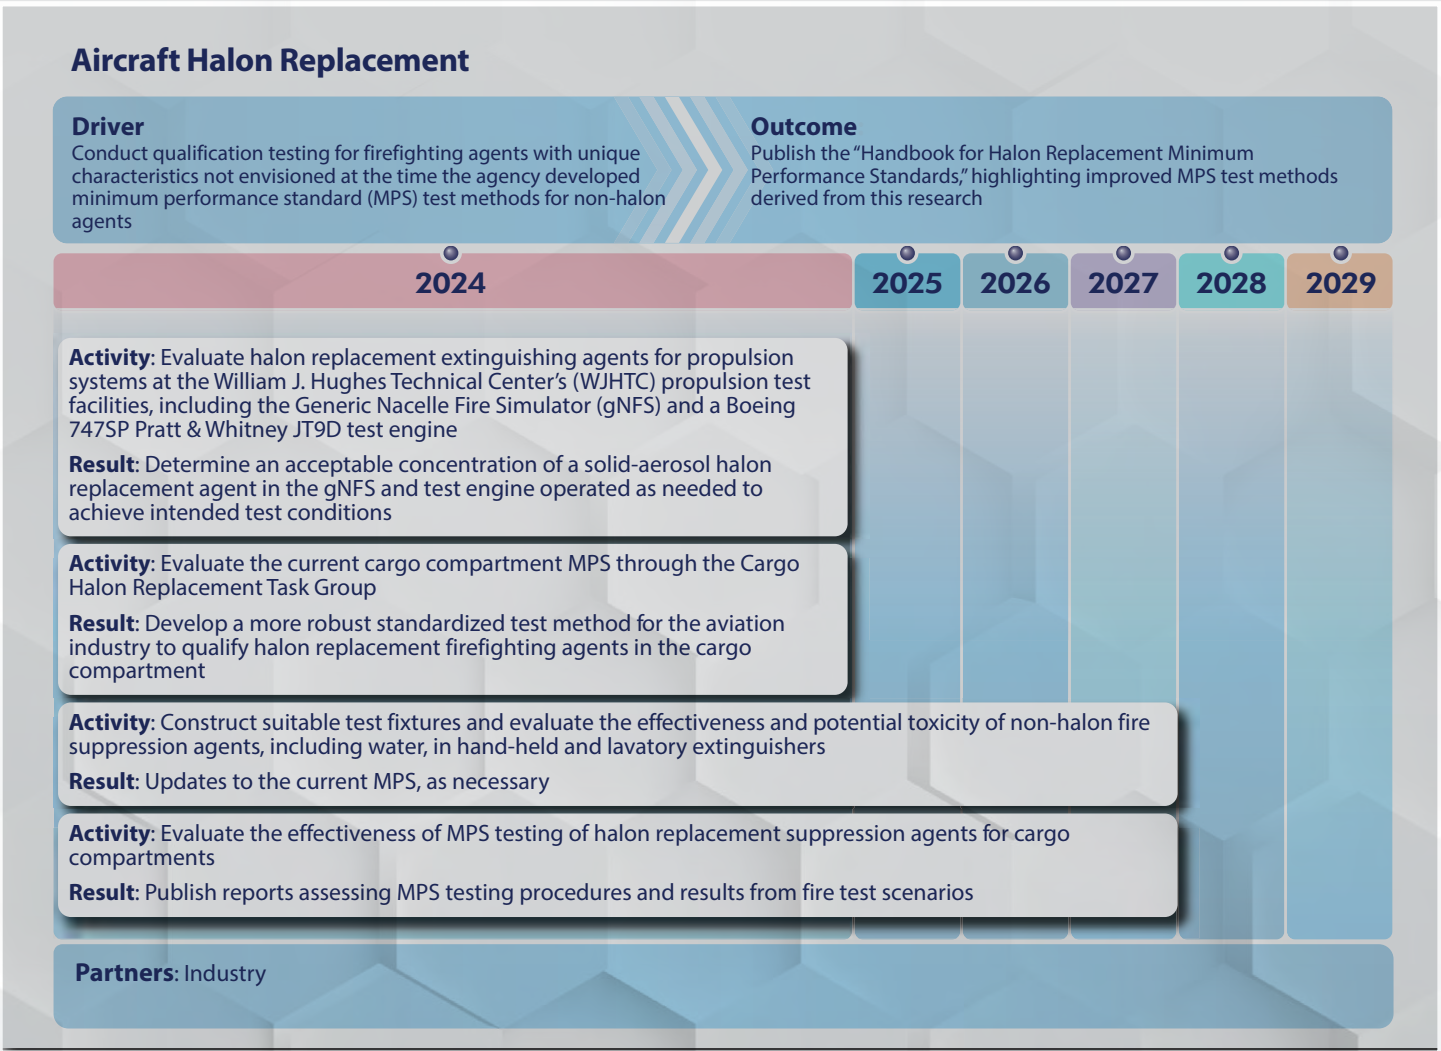 Aircraft Halon Replacement
Driver
Conduct qualification testing for firefighting agents with unique
characteristics not envisioned at the time the agency developed
minimum performance standard (MPS) test methods for non-halon
agents
Outcome
Publish the “Handbook for Halon Replacement Minimum
Performance Standards,” highlighting improved MPS test methods
derived from this research
2024 2025 2026 2027 2028 2029
Activity: Evaluate halon replacement extinguishing agents for propulsion
systems at the William J. Hughes Technical Center’s (WJHTC) propulsion test
facilities, including the Generic Nacelle Fire Simulator (gNFS) and a Boeing
747SP Pratt & Whitney JT9D test engine
Result: Determine an acceptable concentration of a solid-aerosol halon
replacement agent in the gNFS and test engine operated as needed to
achieve intended test conditions
Activity: Evaluate the current cargo compartment MPS through the Cargo
Halon Replacement Task Group
Result: Develop a more robust standardized test method for the aviation
industry to qualify halon replacement firefighting agents in the cargo
compartment
Activity: Construct suitable test fixtures and evaluate the effectiveness and potential toxicity of non-halon fire
suppression agents, including water, in hand-held and lavatory extinguishers
Result: Updates to the current MPS, as necessary
Activity: Evaluate the effectiveness of MPS testing of halon replacement suppression agents for cargo
compartments
Result: Publish reports assessing MPS testing procedures and results from fire test scenarios
Partners: Industry